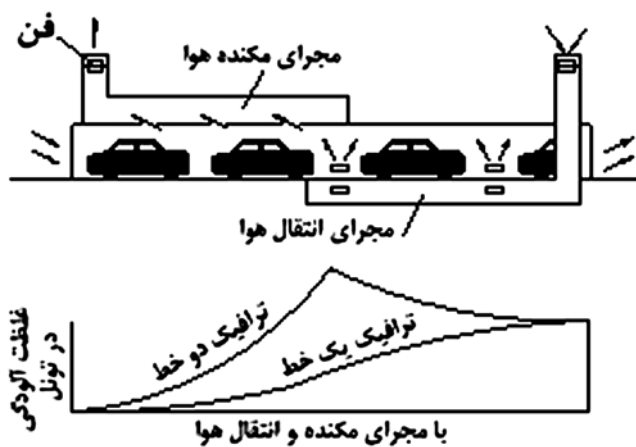 فن
مجرای مکنده هوا
مجرای انتقال هوا
غلظت آلودگی
در تونل
ترافیک دو خط
ترافیک یک خط
با مجرای مکنده و انتقال هوا